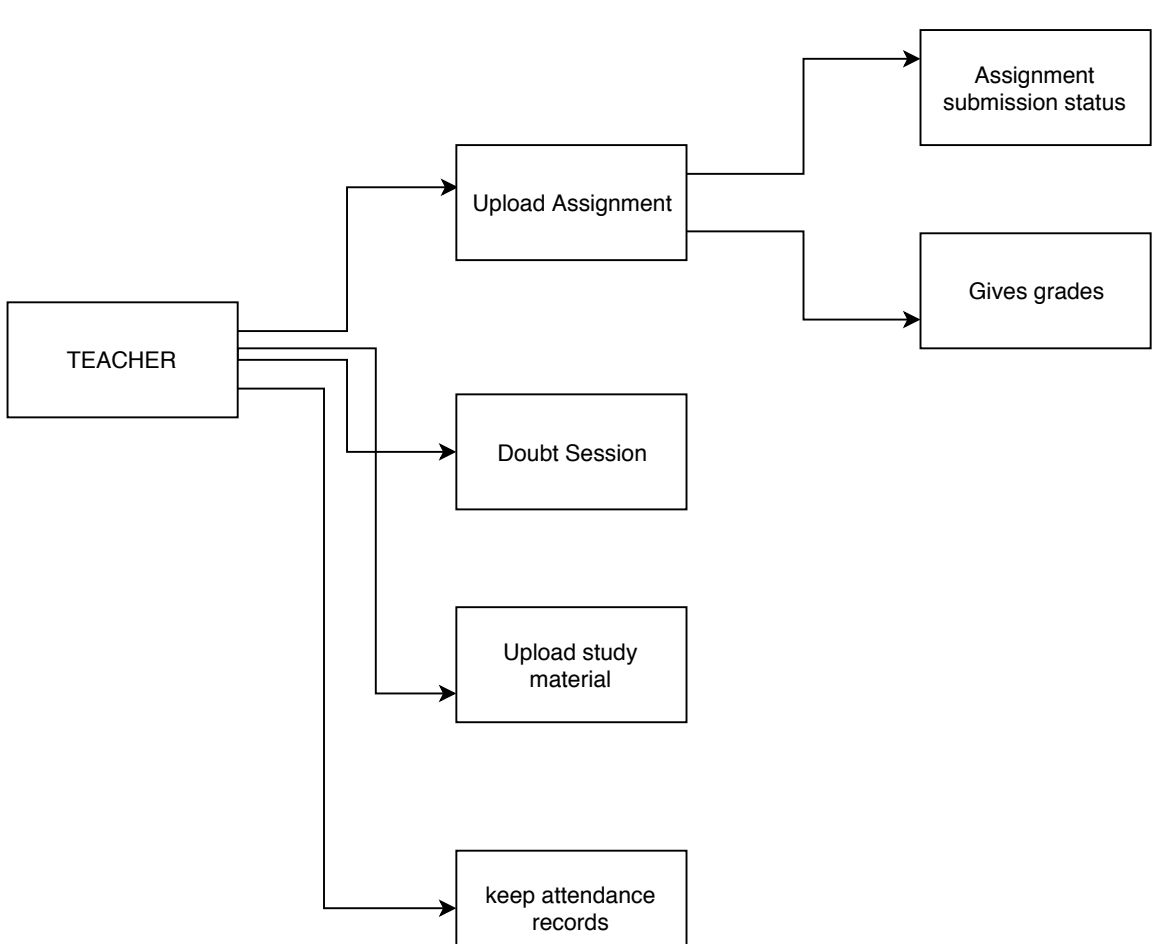 Assignment
submission status
Upload Assignment
Gives grades
TEACHER
Doubt Session
Upload study
material
keep attendance
records